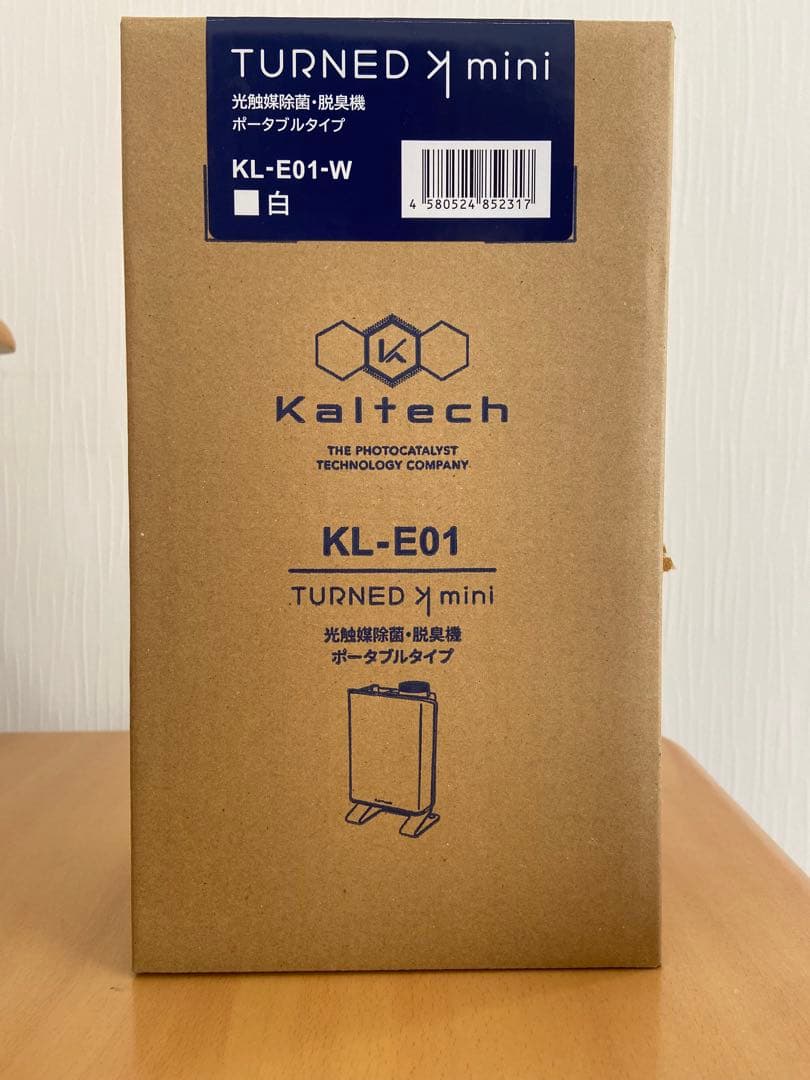 TURNED K mini
光触媒除菌・脱臭機
ポータブルタイプ
KL-E01-W
白
4 580524 852317
K
Kaltech
THE PHOTOCATALYST
TECHNOLOGY COMPANY
KL-E01
TURNED K mini
光触媒除菌・脱臭機
ポータブルタイプ